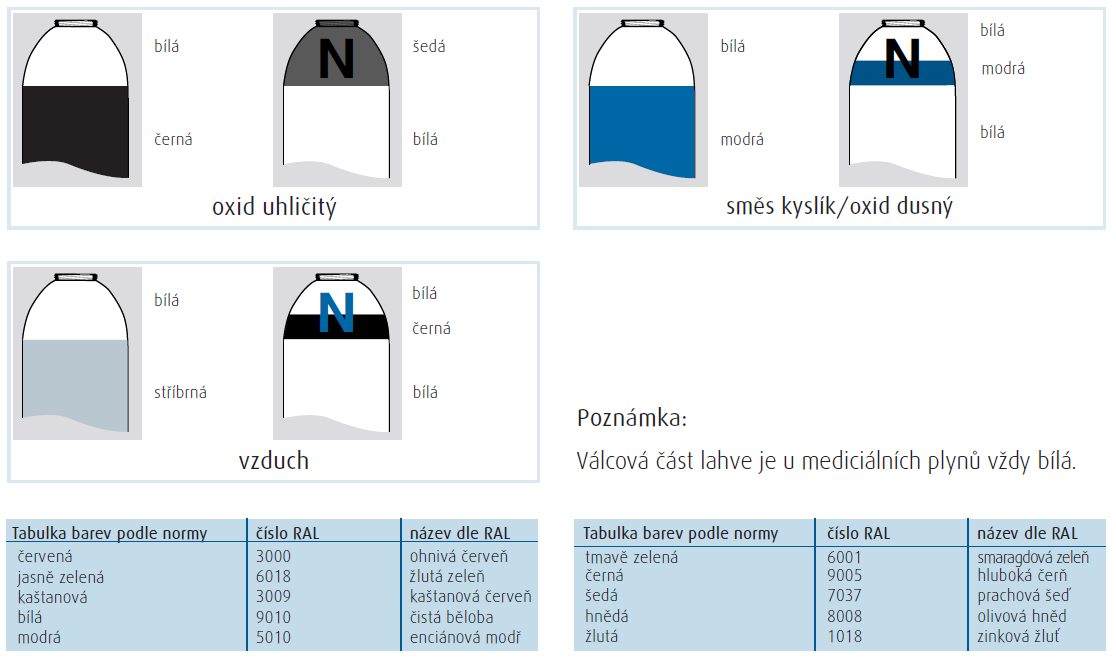 bílá
černá
N
šedá
bílá
oxid uhličitý
bílá
modrá
N
bílá
modrá
bílá
směs kyslík/oxid dusný
bílá
stříbrná
N
bílá
černá
bílá
vzduch
Poznámka:
Válcová část lahve je u mediciálních plynů vždy bílá.
Tabulka barev podle normy číslo RAL název dle RAL
červená 3000 ohnivá červeň
jasně zelená 6018 žlutá zeleň
kaštanová 3009 kaštanová červeň
bílá 9010 čistá běloba
modrá 5010 enciánová modř
Tabulka barev podle normy číslo RAL název dle RAL
tmavě zelená 6001 smaragdová zeleň
černá 9005 hluboká čerň
šedá 7037 prachová šeď
hnědá 8008 olivová hněd
žlutá 1018 zinková žluť